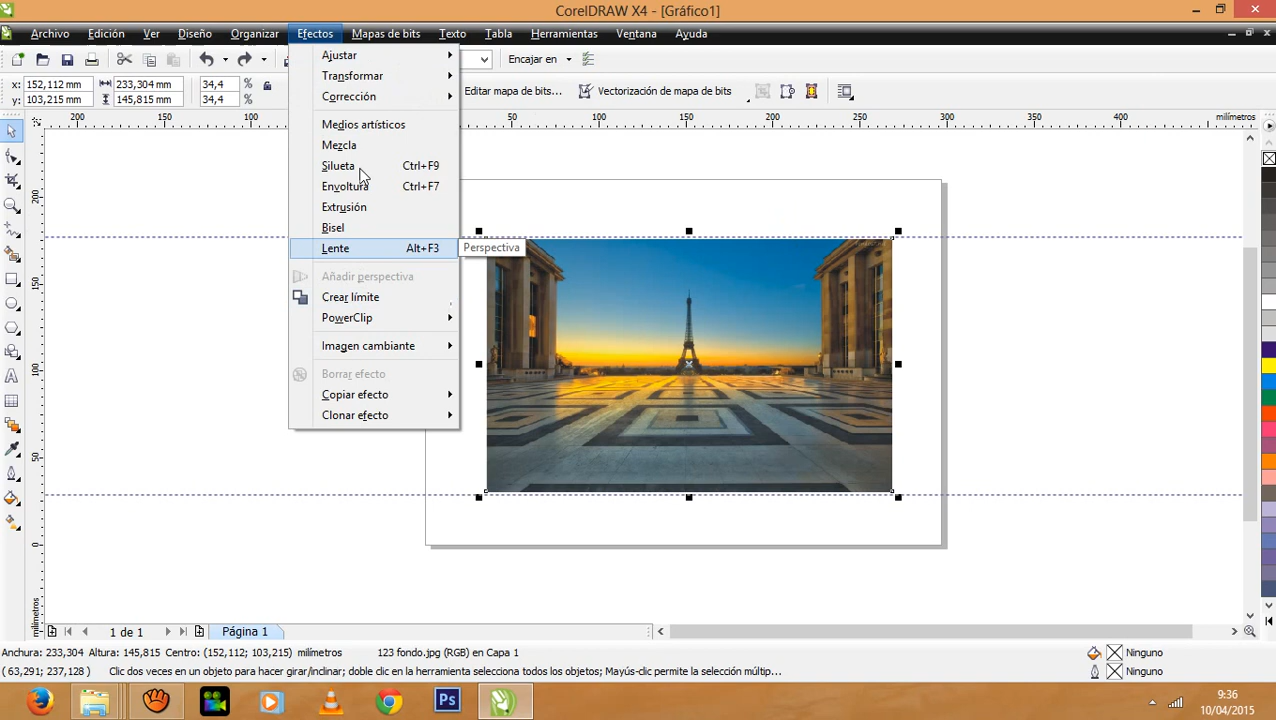 CorelDRAW X4 - [Gráfico1]
Archivo Edición Ver Diseño Organizar Efectos Mapas de bits Texto Tabla Herramientas Ventana Ayuda
Encajar en
x: 152,112 mm 233,304 mm 34,4 %
y: 103,215 mm 145,815 mm 34,4 %
Editar mapa de bits...
Vectorización de mapa de bits
Ajustar
Transformar
Corrección
Medios artísticos
Mezcla
Silueta Ctrl+F9
Envoltura Ctrl+F7
Extrusión
Bisel
Lente Alt+F3
Perspectiva
Añadir perspectiva
Crear límite
PowerClip
Imagen cambiante
Borrar efecto
Copiar efecto
Clonar efecto
200 150 100 50 100 150 200 250 300 350 400
200
150
100
50
0
milímetros
milímetros
1 de 1 Página 1
Anchura: 233,304 Altura: 145,815 Centro: (152,112; 103,215) milímetros 123 fondo.jpg (RGB) en Capa 1 Ninguno
( 63,291; 237,128 ) Clic dos veces en un objeto para hacer girar/inclinar; doble clic en la herramienta selecciona todos los objetos; Mayús-clic permite la selección múltip... Ninguno
Ps
9:36
10/04/2015